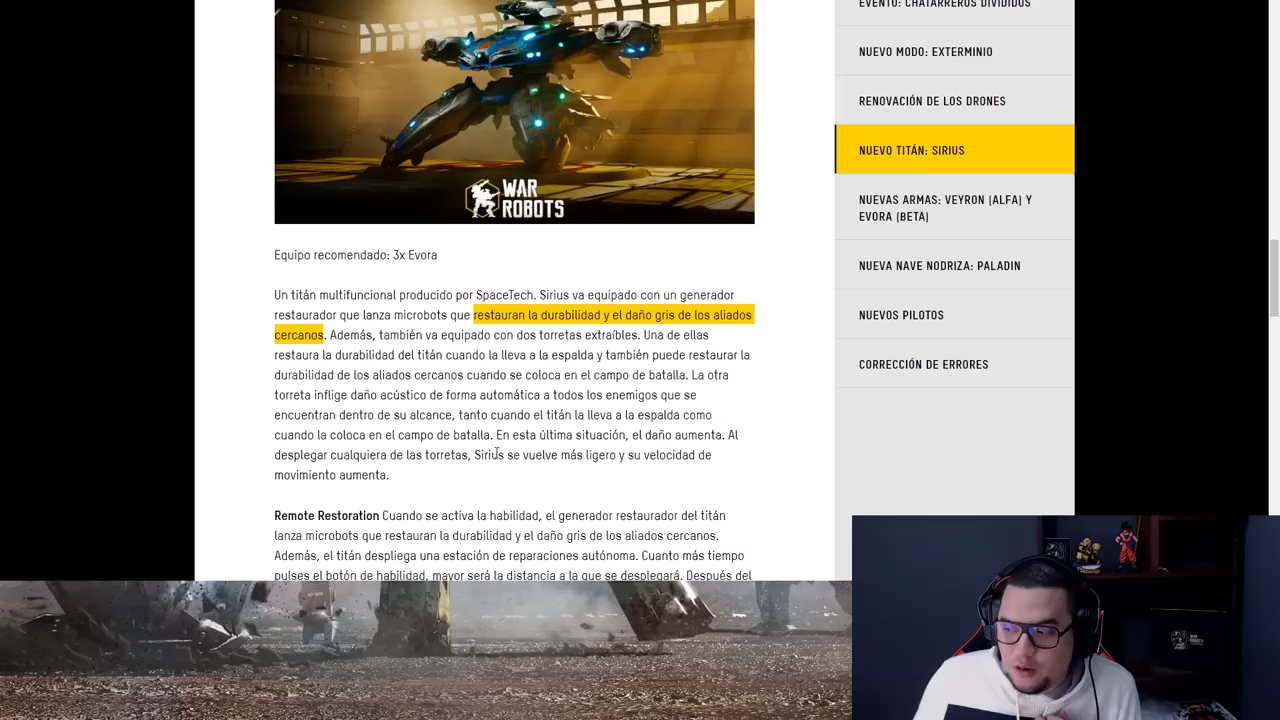 EVENTO: CHATARREROS DIVIDIDOS
NUEVO MODO: EXTERMINIO
RENOVACIÓN DE LOS DRONES
NUEVO TITÁN: SIRIUS
NUEVAS ARMAS: VEYRON (ALFA) Y
EVORA (BETA)
NUEVA NAVE NODRIZA: PALADIN
NUEVOS PILOTOS
CORRECCIÓN DE ERRORES
WAR
ROBOTS
Equipo recomendado: 3x Evora
Un titán multifuncional producido por SpaceTech. Sirius va equipado con un generador
restaurador que lanza microbots que restauran la durabilidad y el daño gris de los aliados
cercanos. Además, también va equipado con dos torretas extraíbles. Una de ellas
restaura la durabilidad del titán cuando la lleva a la espalda y también puede restaurar la
durabilidad de los aliados cercanos cuando se coloca en el campo de batalla. La otra
torreta inflige daño acústico de forma automática a todos los enemigos que se
encuentran dentro de su alcance, tanto cuando el titán la lleva a la espalda como
cuando la coloca en el campo de batalla. En esta última situación, el daño aumenta. Al
desplegar cualquiera de las torretas, Sirius se vuelve más ligero y su velocidad de
movimiento aumenta.
Remote Restoration Cuando se activa la habilidad, el generador restaurador del titán
lanza microbots que restauran la durabilidad y el daño gris de los aliados cercanos.
Además, el titán despliega una estación de reparaciones autónoma. Cuanto más tiempo
pulses el botón de habilidad, mayor será la distancia a la que se desplegará. Después del